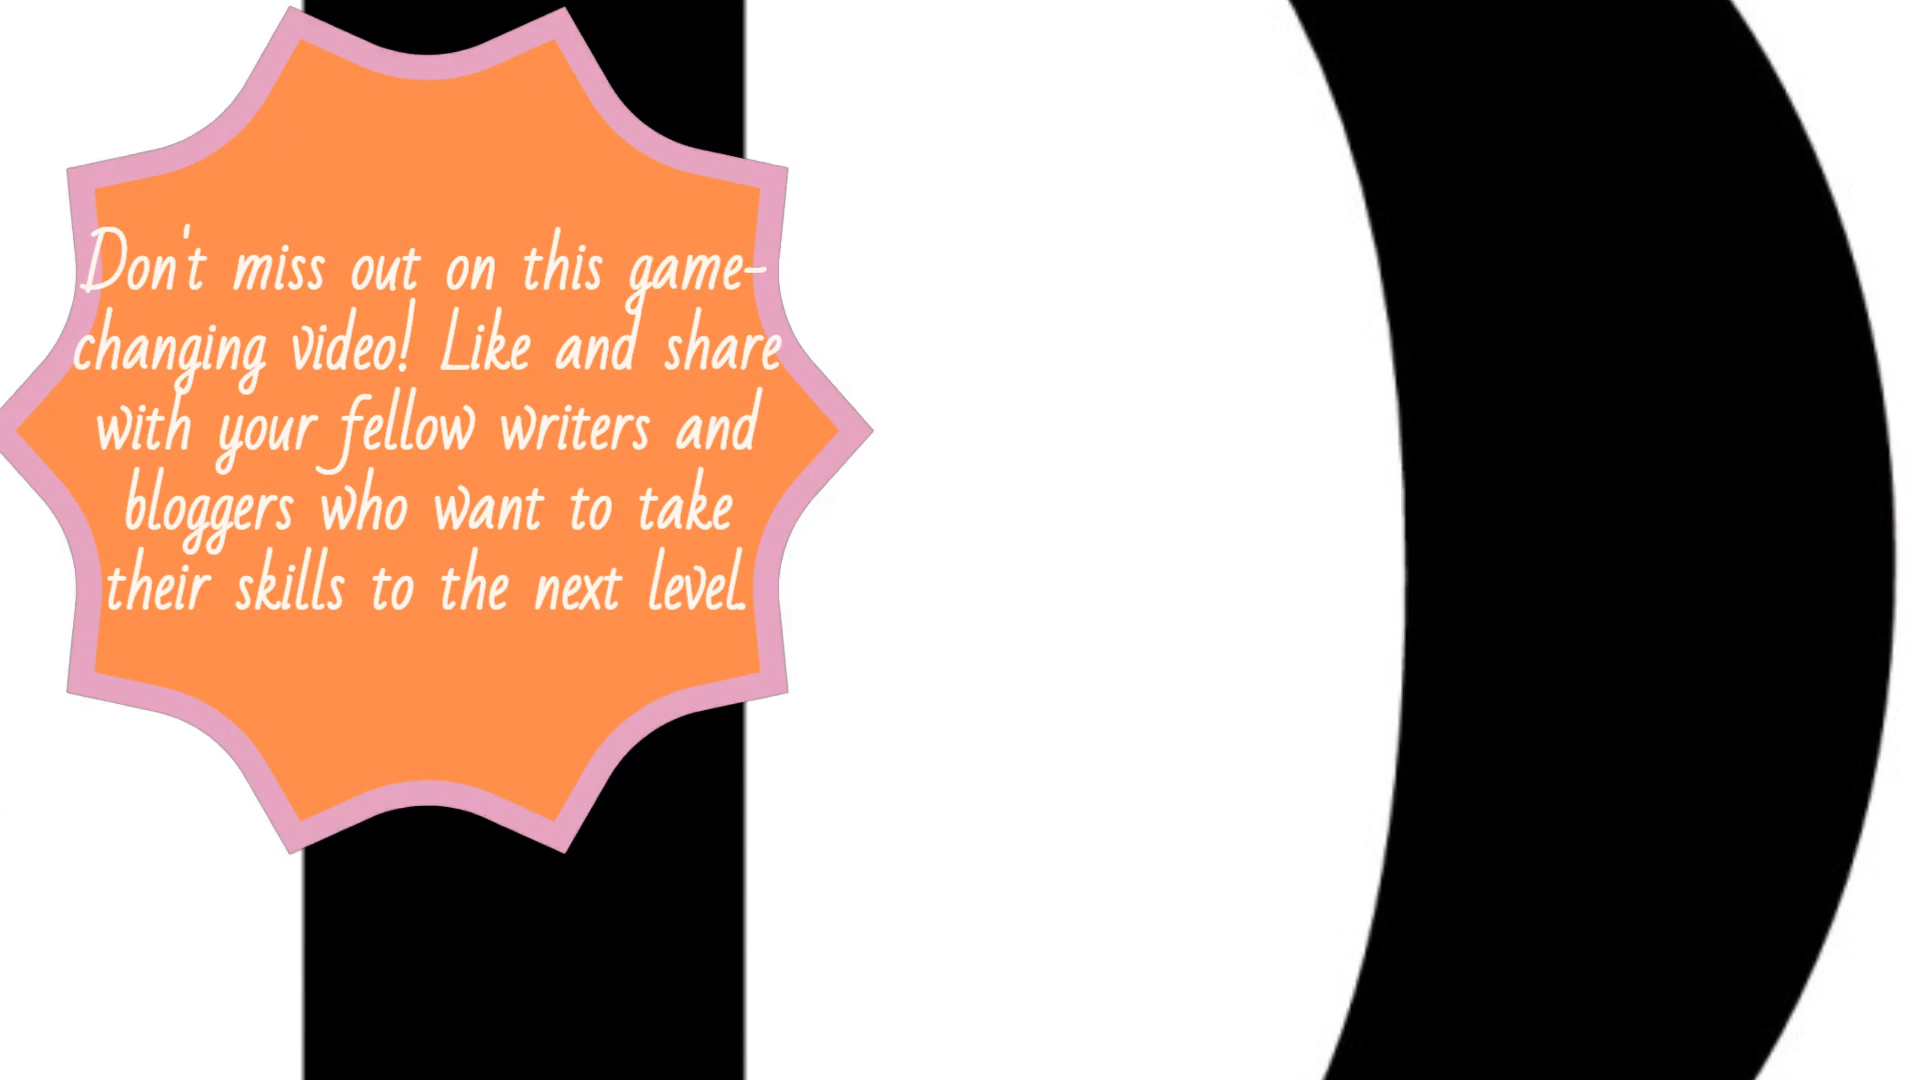 Don't miss out on this game-
changing video! Like and share
with your fellow writers and
bloggers who want to take
their skills to the next level.